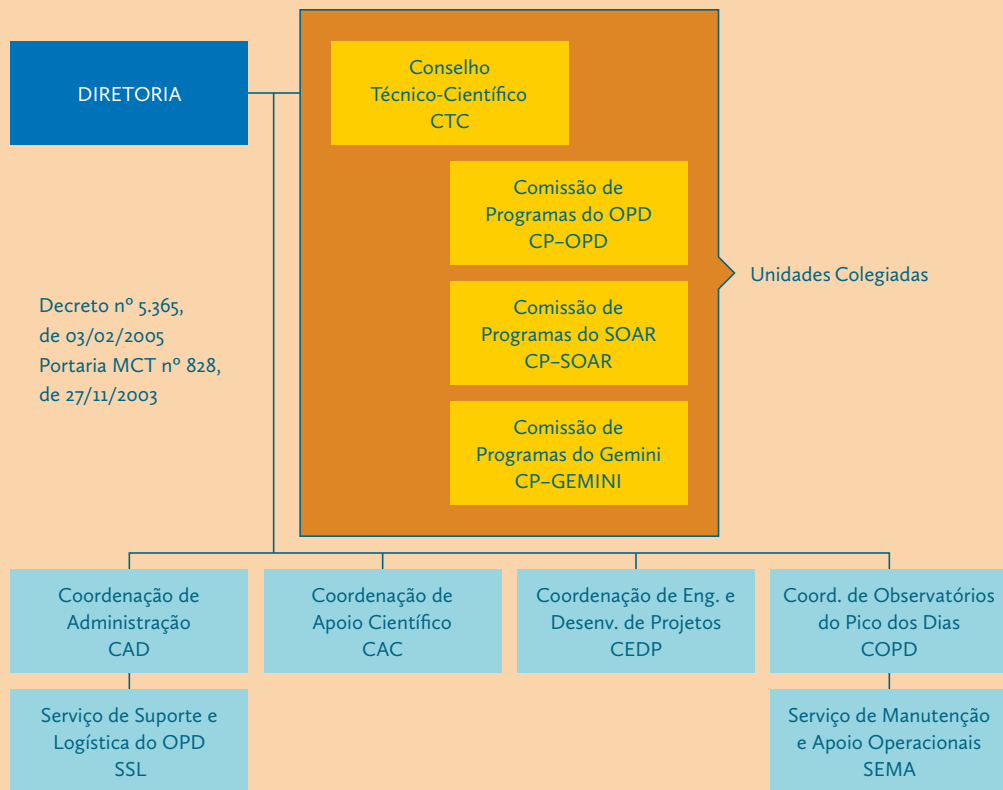 DIRETORIA
Conselho
Técnico-Científico
CTC
Comissão de
Programas do OPD
CP–OPD
Comissão de
Programas do SOAR
CP–SOAR
Comissão de
Programas do Gemini
CP–GEMINI
Unidades Colegiadas
Decreto nº 5.365,
de 03/02/2005
Portaria MCT nº 828,
de 27/11/2003
Coordenação de
Administração
CAD
Coordenação de
Apoio Científico
CAC
Coordenação de Eng. e
Desenv. de Projetos
CEDP
Coord. de Observatórios
do Pico dos Dias
COPD
Serviço de Suporte e
Logística do OPD
SSL
Serviço de Manutenção
e Apoio Operacionais
SEMA